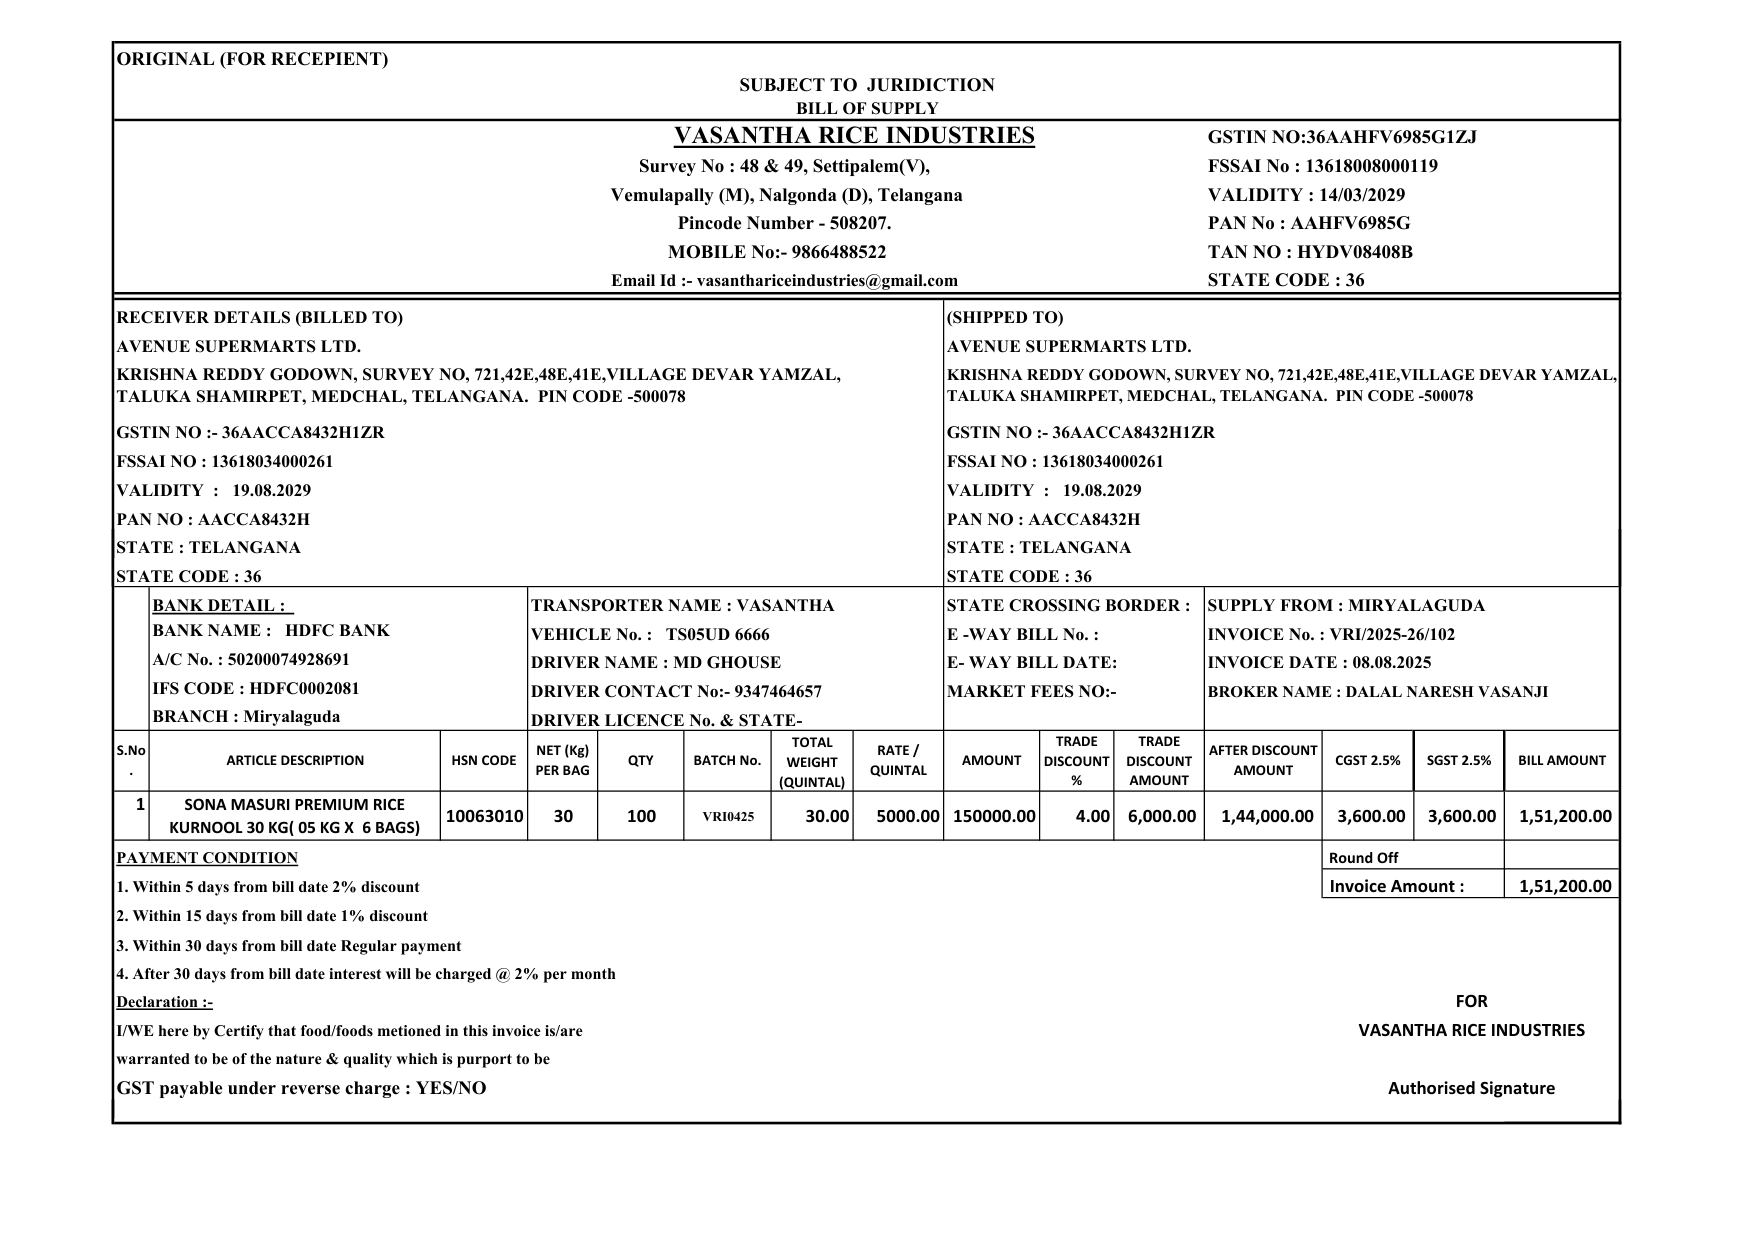 ORIGINAL (FOR RECEPIENT)
SUBJECT TO  JURIDICTION
BILL OF SUPPLY
VASANTHA RICE INDUSTRIES
Survey No : 48 & 49, Settipalem(V),
Vemulapally (M), Nalgonda (D), Telangana
Pincode Number - 508207.
MOBILE No:- 9866488522
Email Id :- vasanthariceindustries@gmail.com
GSTIN NO:36AAHFV6985G1ZJ
FSSAI No : 13618008000119
VALIDITY : 14/03/2029
PAN No : AAHFV6985G
TAN NO : HYDV08408B
STATE CODE : 36
RECEIVER DETAILS (BILLED TO)
AVENUE SUPERMARTS LTD.
KRISHNA REDDY GODOWN, SURVEY NO, 721,42E,48E,41E,VILLAGE DEVAR YAMZAL,
TALUKA SHAMIRPET, MEDCHAL, TELANGANA.  PIN CODE -500078
GSTIN NO :- 36AACCA8432H1ZR
FSSAI NO : 13618034000261
VALIDITY  :   19.08.2029
PAN NO : AACCA8432H
STATE : TELANGANA
STATE CODE : 36
(SHIPPED TO)
AVENUE SUPERMARTS LTD.
KRISHNA REDDY GODOWN, SURVEY NO, 721,42E,48E,41E,VILLAGE DEVAR YAMZAL,
TALUKA SHAMIRPET, MEDCHAL, TELANGANA.  PIN CODE -500078
GSTIN NO :- 36AACCA8432H1ZR
FSSAI NO : 13618034000261
VALIDITY  :   19.08.2029
PAN NO : AACCA8432H
STATE : TELANGANA
STATE CODE : 36
BANK DETAIL :
BANK NAME :   HDFC BANK
A/C No. : 50200074928691
IFS CODE : HDFC0002081
BRANCH : Miryalaguda
TRANSPORTER NAME : VASANTHA
VEHICLE No. :   TS05UD 6666
DRIVER NAME : MD GHOUSE
DRIVER CONTACT No:- 9347464657
DRIVER LICENCE No. & STATE-
STATE CROSSING BORDER :
E -WAY BILL No. :
E- WAY BILL DATE:
MARKET FEES NO:-
SUPPLY FROM : MIRYALAGUDA
INVOICE No. : VRI/2025-26/102
INVOICE DATE : 08.08.2025
BROKER NAME : DALAL NARESH VASANJI
S.No
.
ARTICLE DESCRIPTION
HSN CODE
NET (Kg)
PER BAG
QTY
BATCH No.
TOTAL
WEIGHT
(QUINTAL)
RATE /
QUINTAL
AMOUNT
TRADE
DISCOUNT
%
TRADE
DISCOUNT
AMOUNT
AFTER DISCOUNT
AMOUNT
CGST 2.5%
SGST 2.5%
BILL AMOUNT
1
SONA MASURI PREMIUM RICE
KURNOOL 30 KG( 05 KG X  6 BAGS)
10063010
30
100
VRI0425
30.00
5000.00
150000.00
4.00
6,000.00
1,44,000.00
3,600.00
3,600.00
1,51,200.00
Round Off
Invoice Amount :
1,51,200.00
PAYMENT CONDITION
1. Within 5 days from bill date 2% discount
2. Within 15 days from bill date 1% discount
3. Within 30 days from bill date Regular payment
4. After 30 days from bill date interest will be charged @ 2% per month
Declaration :-
I/WE here by Certify that food/foods metioned in this invoice is/are
warranted to be of the nature & quality which is purport to be
GST payable under reverse charge : YES/NO
FOR
VASANTHA RICE INDUSTRIES
Authorised Signature